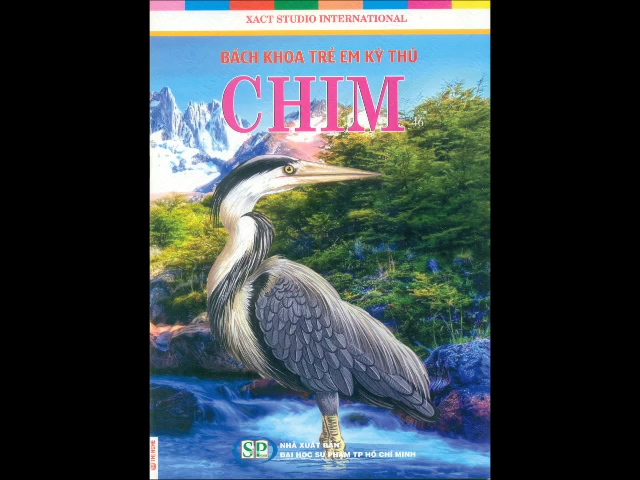 XACT STUDIO INTERNATIONAL
BÁCH KHOA TRẺ EM KỲ THÚ
CHIM
SP
NHÀ XUẤT BẢN
ĐẠI HỌC SƯ PHẠM TP HỒ CHÍ MINH